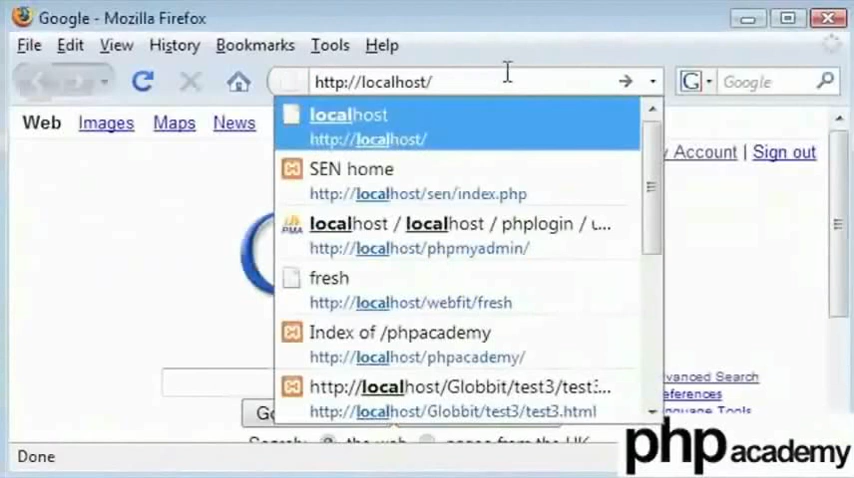 Google - Mozilla Firefox
File Edit View History Bookmarks Tools Help
http://localhost/
Google
Web Images Maps News
Account | Sign out
localhost
http://localhost/
SEN home
http://localhost/sen/index.php
PMA
localhost / localhost / phplogin / u...
http://localhost/phpmyadmin/
fresh
http://localhost/webfit/fresh
Index of /phpacademy
http://localhost/phpacademy/
http://localhost/Globbit/test3/test3...
http://localhost/Globbit/test3/test3.html
Advanced Search
Done
php academy